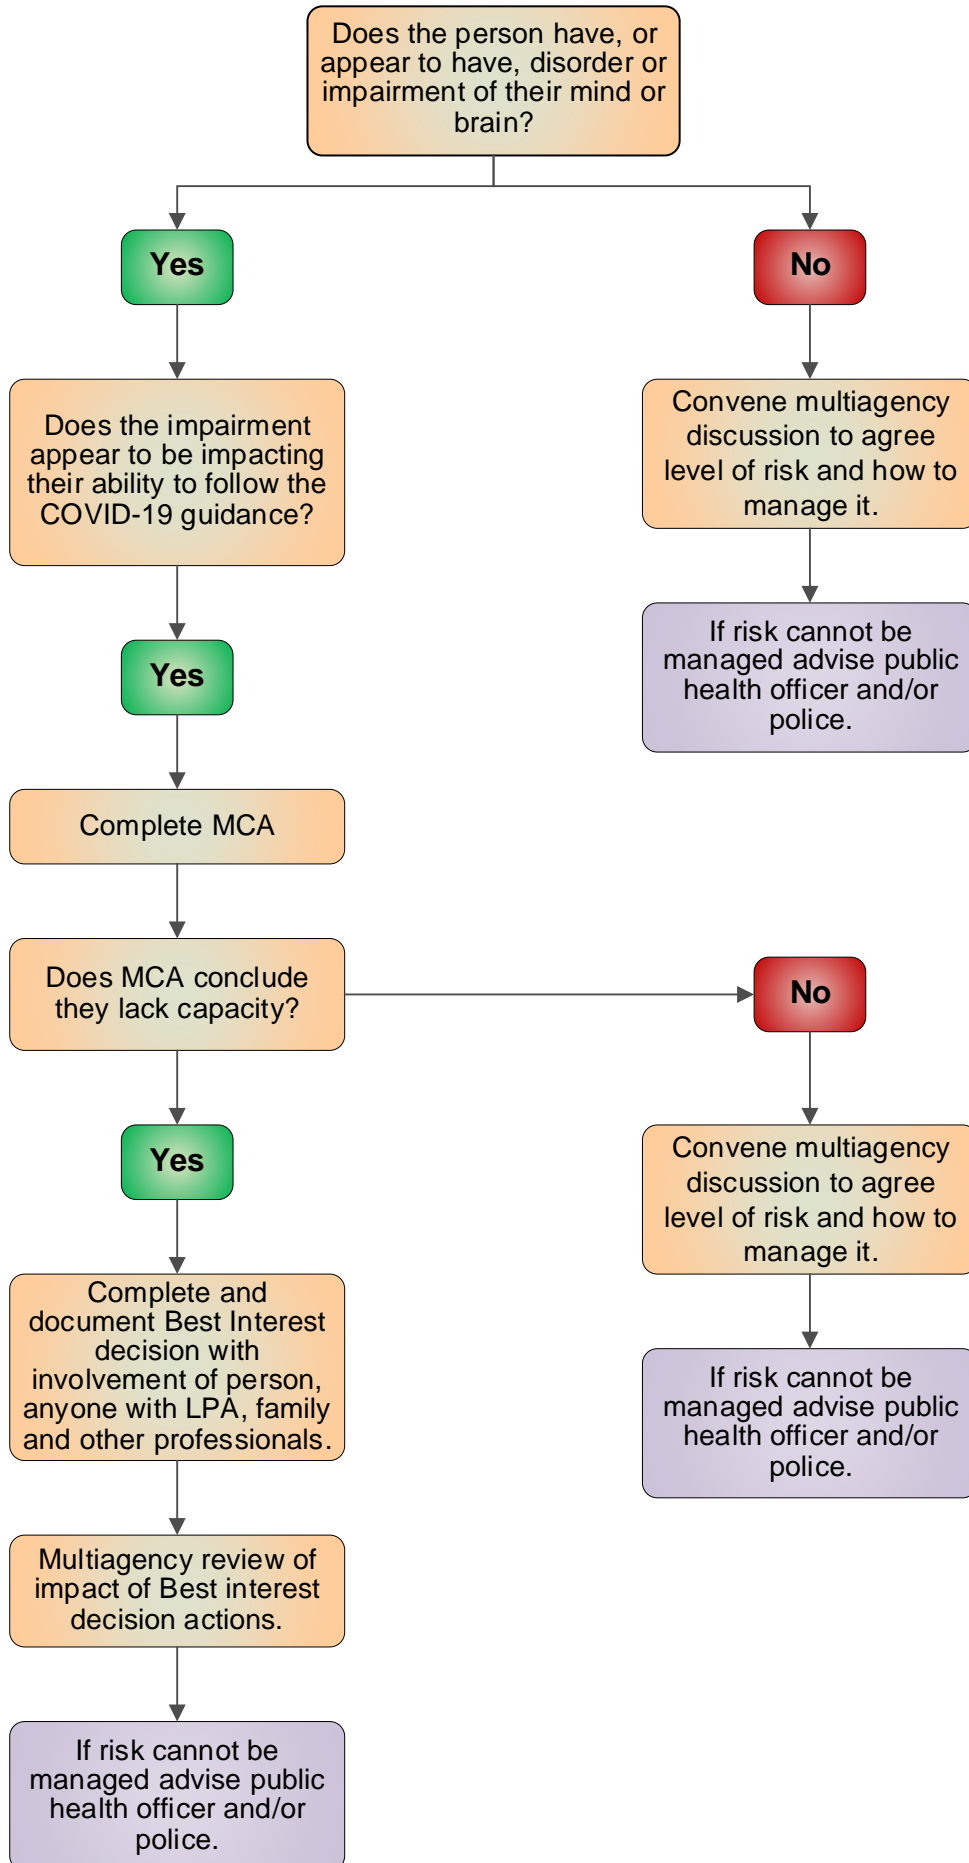 Does the person have, or
appear to have, disorder or
impairment of their mind or
brain?
Yes
No
Does the impairment
appear to be impacting
their ability to follow the
COVID-19 guidance?
Convene multiagency
discussion to agree
level of risk and how to
manage it.
If risk cannot be
managed advise public
health officer and/or
police.
Yes
Complete MCA
Does MCA conclude
they lack capacity?
No
Yes
Convene multiagency
discussion to agree
level of risk and how to
manage it.
Complete and
document Best Interest
decision with
involvement of person,
anyone with LPA, family
and other professionals.
If risk cannot be
managed advise public
health officer and/or
police.
Multiagency review of
impact of Best interest
decision actions.
If risk cannot be
managed advise public
health officer and/or
police.